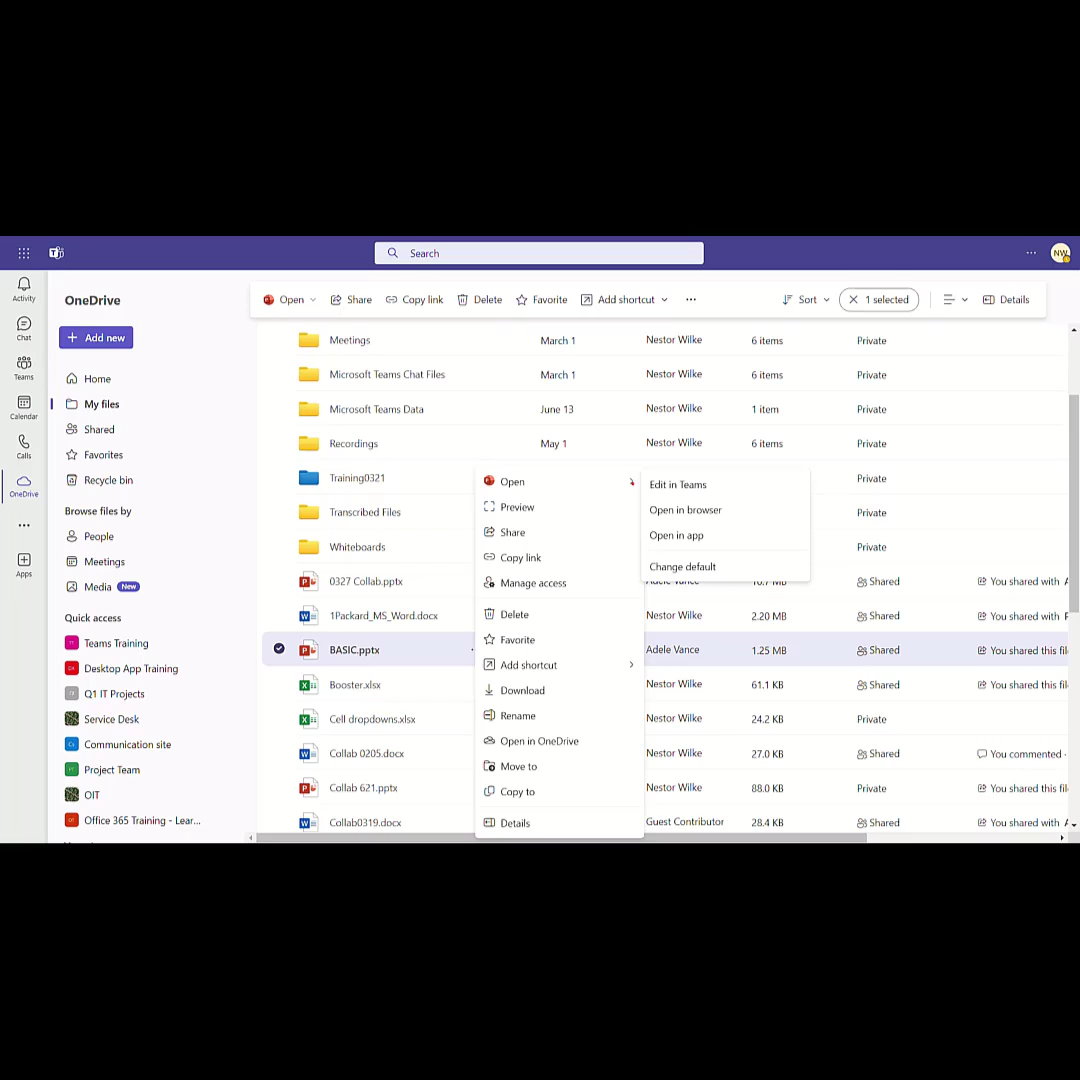 Search
NW
Activity
Chat
Teams
Calendar
Calls
OneDrive
Apps
OneDrive
Add new
Home
My files
Shared
Favorites
Recycle bin
Browse files by
People
Meetings
Media New
Quick access
Teams Training
Desktop App Training
Q1 IT Projects
Service Desk
Communication site
Project Team
OIT
Office 365 Training - Lear...
Open Share Copy link Delete Favorite Add shortcut ... Sort 1 selected Details
Meetings March 1 Nestor Wilke 6 items Private
Microsoft Teams Chat Files March 1 Nestor Wilke 6 items Private
Microsoft Teams Data June 13 Nestor Wilke 1 item Private
Recordings May 1 Nestor Wilke 6 items Private
Training0321 Private
Transcribed Files Private
Whiteboards Private
0327 Collab.pptx Adele Vance 10.7 MB Shared You shared with A
1Packard_MS_Word.docx Nestor Wilke 2.20 MB Shared You shared with
BASIC.pptx Adele Vance 1.25 MB Shared You shared this fil
Booster.xlsx Nestor Wilke 61.1 KB Shared You shared this fil
Cell dropdowns.xlsx Nestor Wilke 24.2 KB Private
Collab 0205.docx Nestor Wilke 27.0 KB Shared You commented ·
Collab 621.pptx Nestor Wilke 88.0 KB Private You shared this fil
Collab0319.docx Guest Contributor 28.4 KB Shared You shared with A
Open
Preview
Share
Copy link
Manage access
Delete
Favorite
Add shortcut
Download
Rename
Open in OneDrive
Move to
Copy to
Details
Edit in Teams
Open in browser
Open in app
Change default